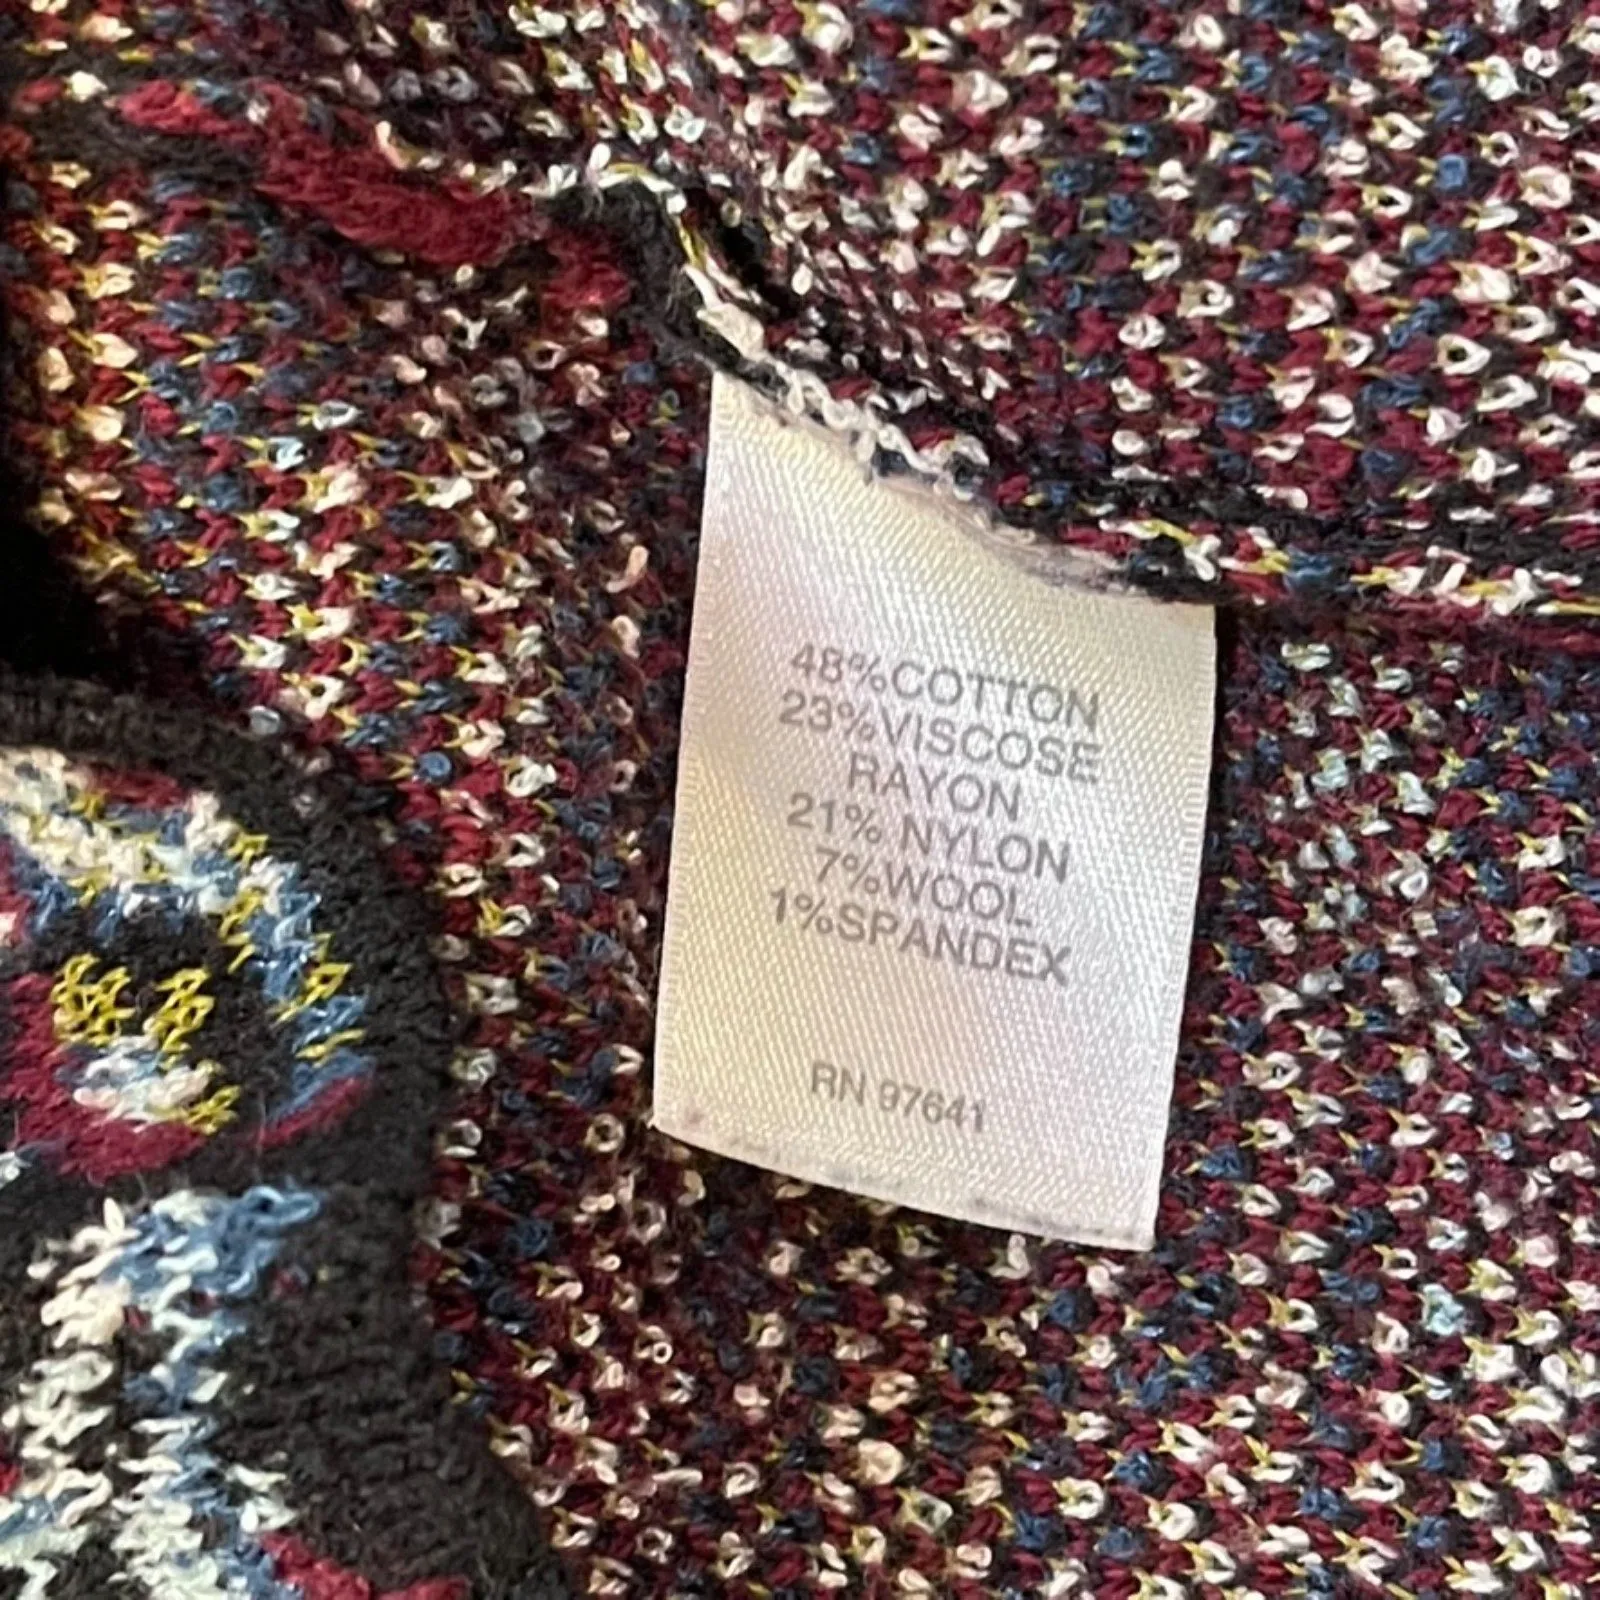 48%COTTON
23%VISCOSE
RAYON
21% NYLON
7%WOOL
1%SPANDEX
RN 97641